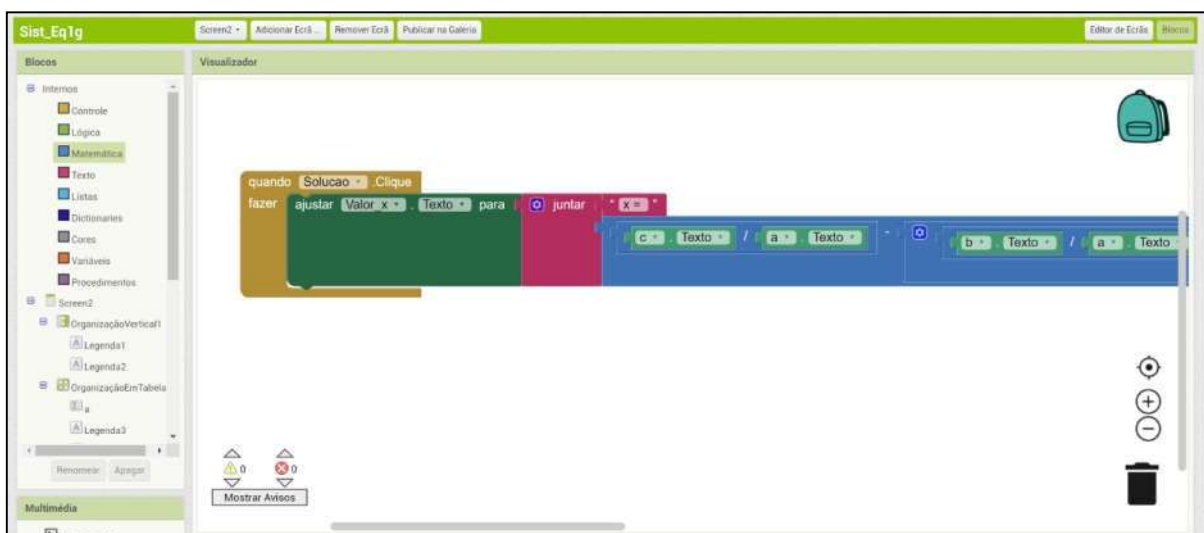 Sist_Eq1g
Screen2
Adicionar Ecrã ...
Remover Ecrã
Publicar na Galeria
Editor de Ecrãs
Blocos
Blocos
Visualizador
Internos
Controle
Lógica
Matemática
Texto
Listas
Dictionaries
Cores
Variáveis
Procedimentos
Screen2
OrganizaçãoVertical1
Legenda1
Legenda2
OrganizaçãoEmTabela
a
Legenda3
Renomear
Apagar
Multimédia
quando Solucao .Clique
fazer ajustar Valor_x . Texto para juntar " x = "
c . Texto / a . Texto - b . Texto / a . Texto
0 0
Mostrar Avisos